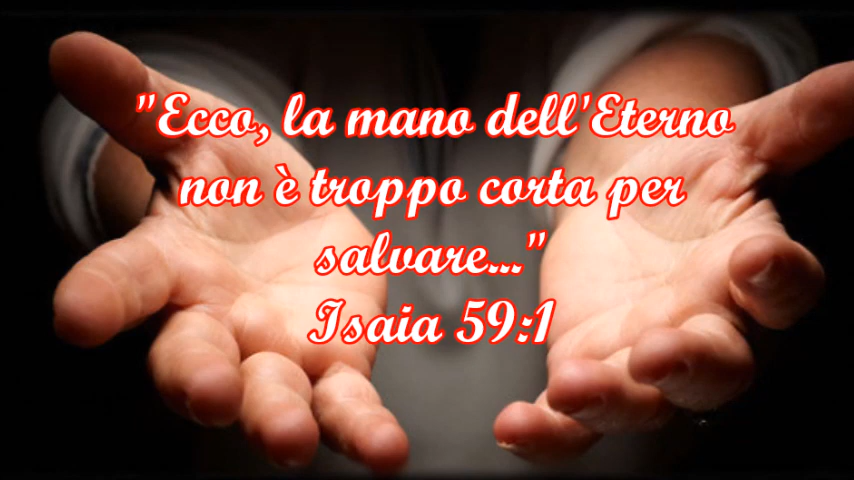 "Ecco, la mano dell'Eterno
non è troppo corta per
salvare..."
Isaia 59:1